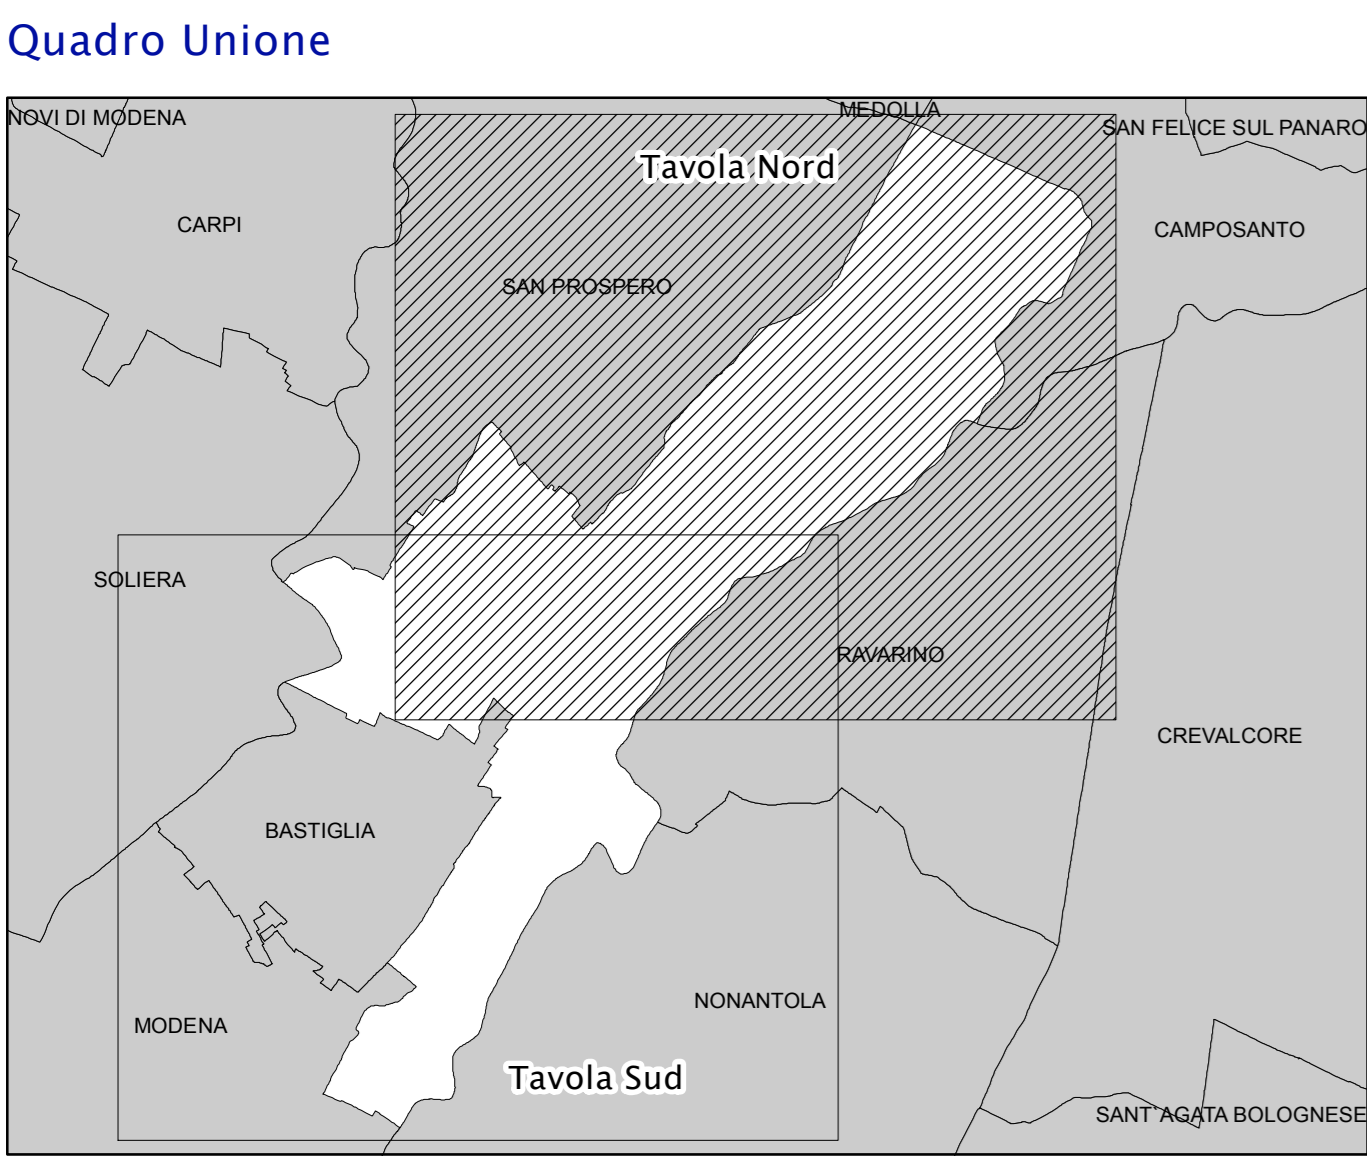 Quadro Unione
NOVI DI MODENA
MEDOLLA
SAN FELICE SUL PANARO
Tavola Nord
CARPI
CAMPOSANTO
SAN PROSPERO
SOLIERA
RAVARINO
CREVALCORE
BASTIGLIA
NONANTOLA
MODENA
Tavola Sud
SANT`AGATA BOLOGNESE